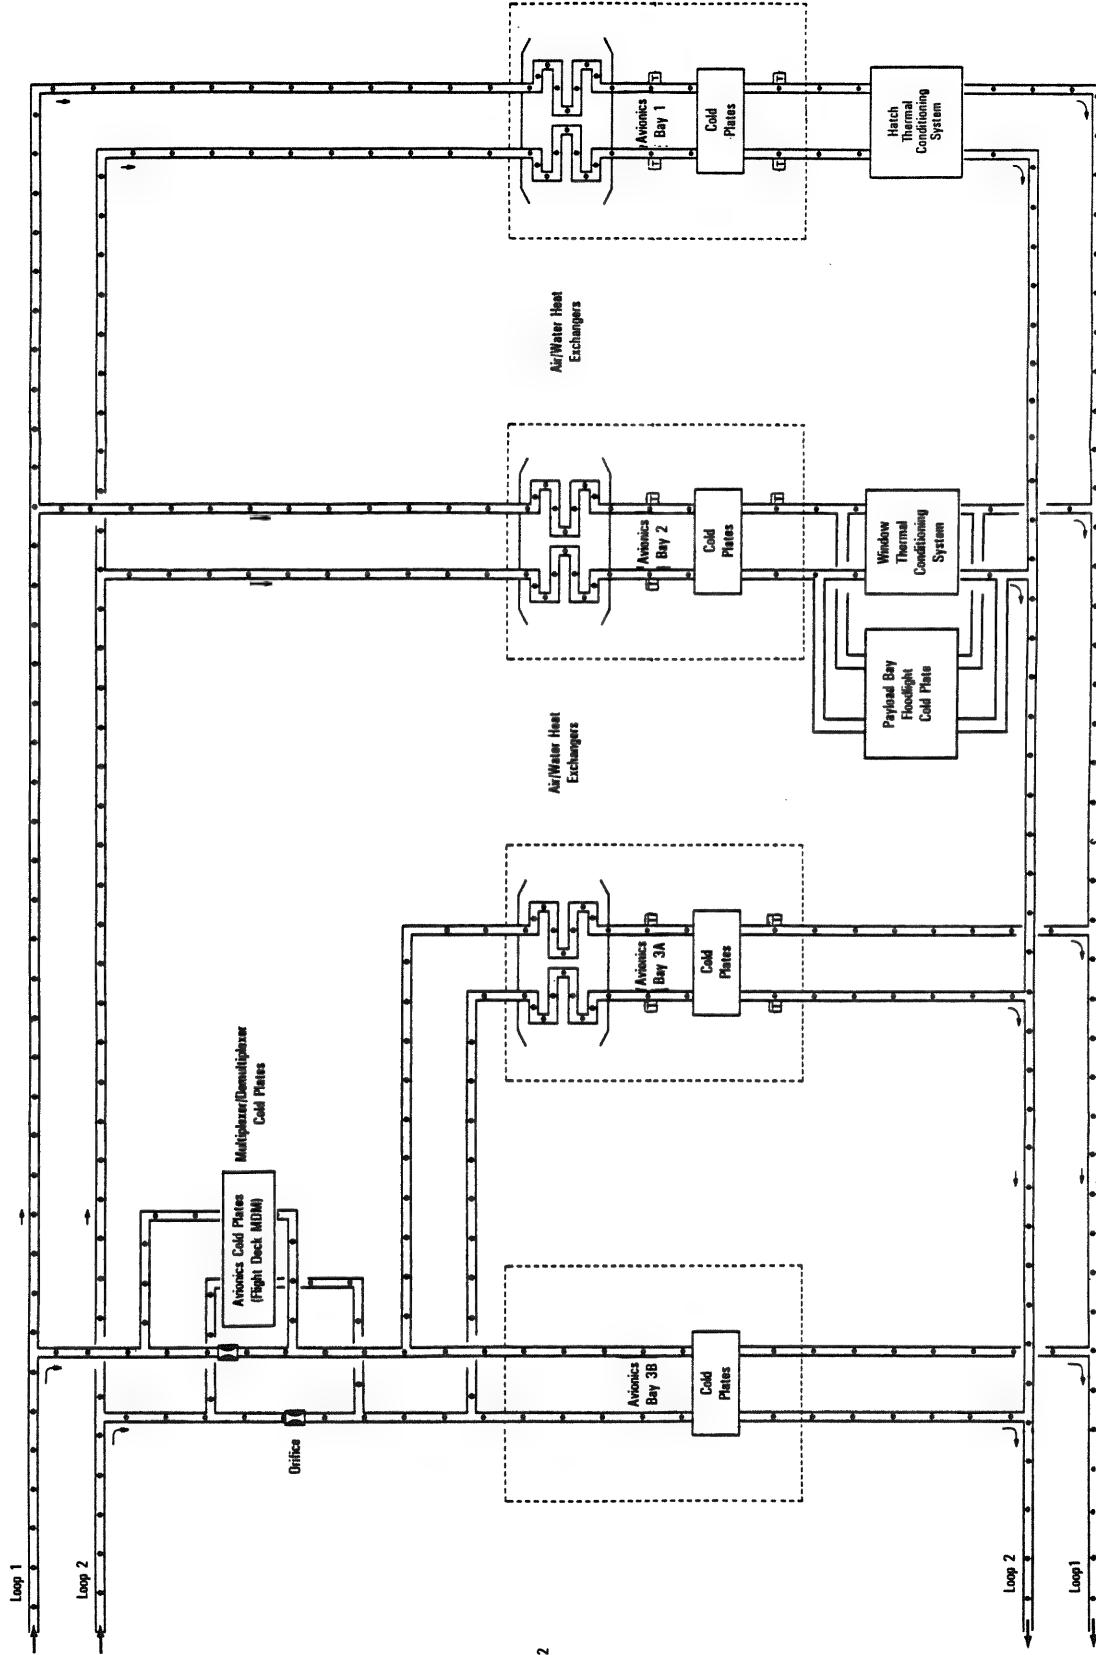 Loop 1
Loop 2
Orifice
Multiplexer/Demultiplexer
Cold Plates
Avionics Cold Plates
(Flight Deck MDM)
Avionics
Bay 3B
Cold
Plates
Avionics
Bay 3A
Cold
Plates
Air/Water Heat
Exchangers
Avionics
Bay 2
Cold
Plates
Payload Bay
Floodlight
Cold Plate
Window
Thermal
Conditioning
System
Air/Water Heat
Exchangers
Avionics
Bay 1
Cold
Plates
Hatch
Thermal
Conditioning
System
T
T
T
T
T
T
T
T
T
T
T
Loop 2
Loop1
2